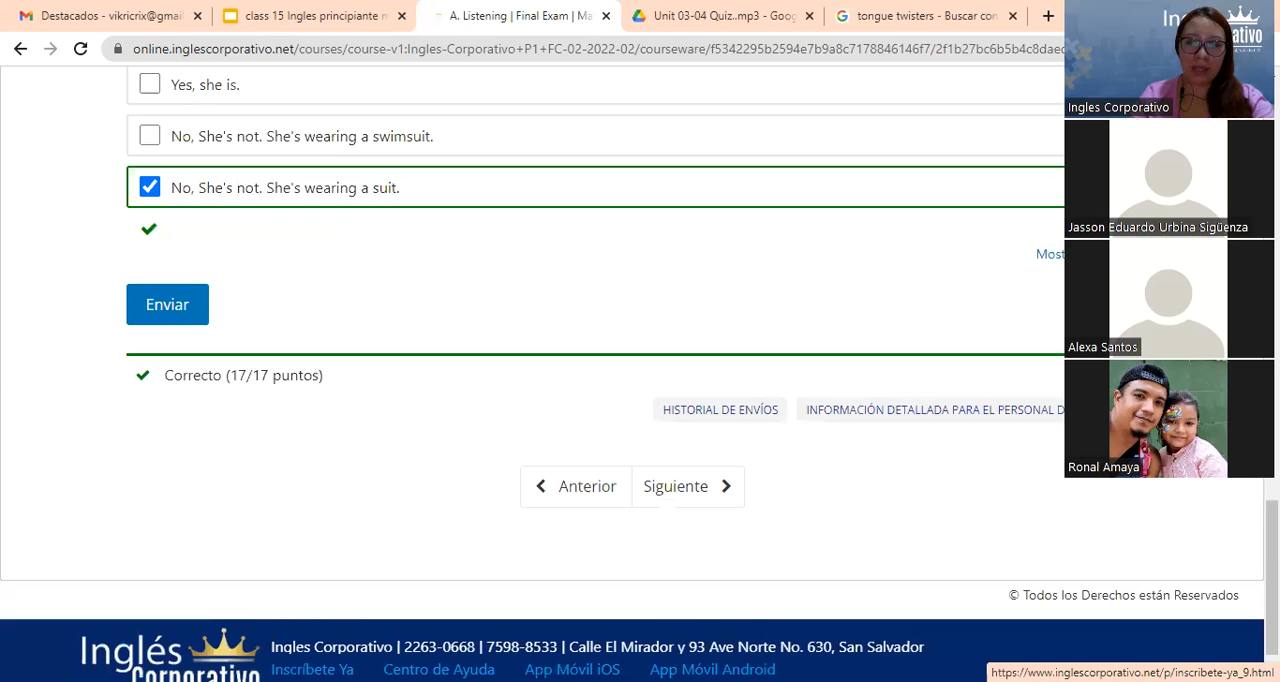 Destacados - vikricrix@gmai
class 15 Ingles principiante m
A. Listening | Final Exam | Ma
Unit 03-04 Quiz..mp3 - Goog
tongue twisters - Buscar con
online.inglescorporativo.net/courses/course-v1:Ingles-Corporativo+P1+FC-02-2022-02/courseware/f5342295b2594e7b9a8c7178846146f7/2f1b27bc6b5b4c8daec
Yes, she is.
No, She's not. She's wearing a swimsuit.
No, She's not. She's wearing a suit.
Most
Enviar
Correcto (17/17 puntos)
HISTORIAL DE ENVÍOS
INFORMACIÓN DETALLADA PARA EL PERSONAL D
Anterior
Siguiente
© Todos los Derechos están Reservados
Inglés
Corporativo
Ingles Corporativo | 2263-0668 | 7598-8533 | Calle El Mirador y 93 Ave Norte No. 630, San Salvador
Inscríbete Ya
Centro de Ayuda
App Móvil iOS
App Móvil Android
https://www.inglescorporativo.net/p/inscribete-ya_9.html
Ingles Corporativo
Jasson Eduardo Urbina Sigüenza
Alexa Santos
Ronal Amaya